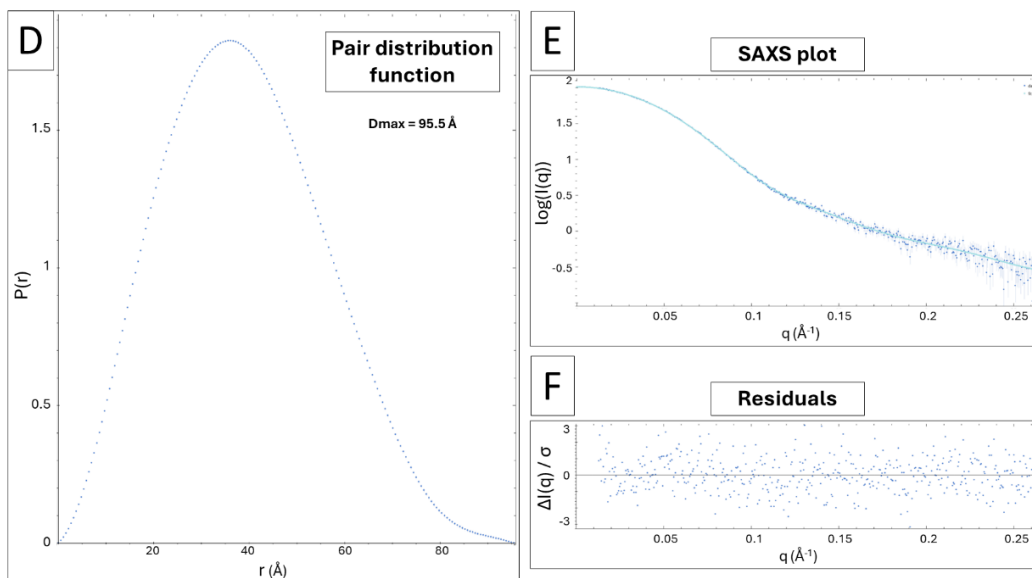 D
Pair distribution
function
Dmax = 95.5 Å
P(r)
1.5
1
0.5
0
20
40
60
80
r (Å)
E
SAXS plot
log(I(q))
2
1.5
1
0.5
0
-0.5
0.05
0.1
0.15
0.2
0.25
q (Å⁻¹)
F
Residuals
ΔI(q) / σ
3
0
-3
0.05
0.1
0.15
0.2
0.25
q (Å⁻¹)